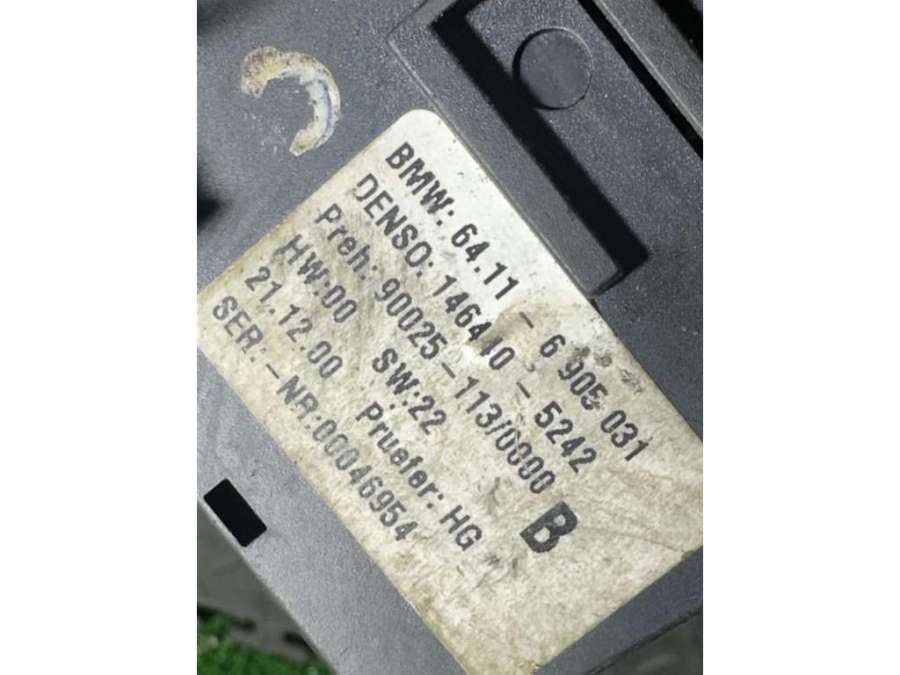 BMW: 64.11 - 6 905 031
DENSO: 146410 - 5242
Preh: 90025 - 113/0000
HW:00 SW:22 B
21.12.00 Pruefer: HG
SER:-NR:00046954